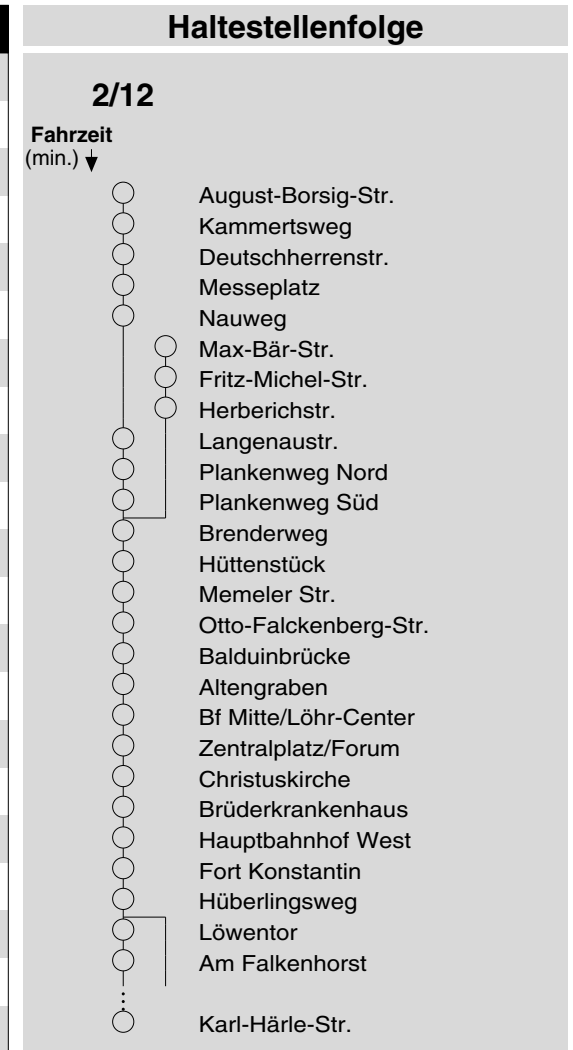 Haltestellenfolge
2/12
Fahrzeit
(min.)
August-Borsig-Str.
Kammertsweg
Deutschherrenstr.
Messeplatz
Nauweg
Max-Bär-Str.
Fritz-Michel-Str.
Herberichstr.
Langenaustr.
Plankenweg Nord
Plankenweg Süd
Brenderweg
Hüttenstück
Memeler Str.
Otto-Falckenberg-Str.
Balduinbrücke
Altengraben
Bf Mitte/Löhr-Center
Zentralplatz/Forum
Christuskirche
Brüderkrankenhaus
Hauptbahnhof West
Fort Konstantin
Hüberlingsweg
Löwentor
Am Falkenhorst
Karl-Härle-Str.